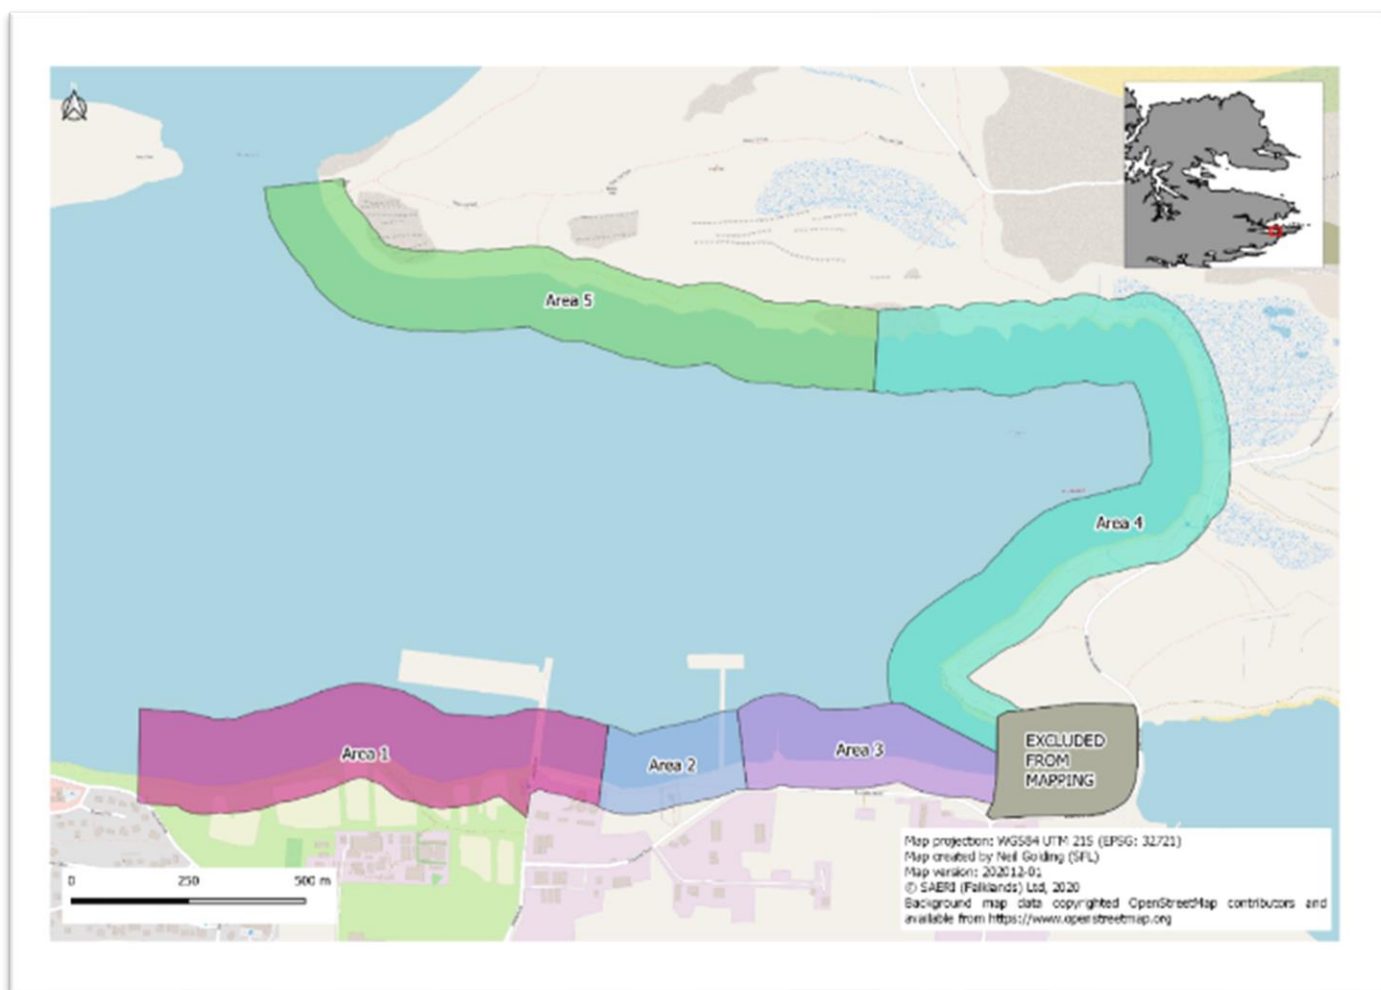 Area 5
Area 4
Area 1
Area 2
Area 3
EXCLUDED
FROM
MAPPING
0 250 500 m
Map projection: WGS84 UTM 21S (EPSG: 32721)
Map created by Neil Golding (SFL)
Map version: 202012-01
© SAERI (Falklands) Ltd, 2020
Background map data copyrighted OpenStreetMap contributors and
available from https://www.openstreetmap.org